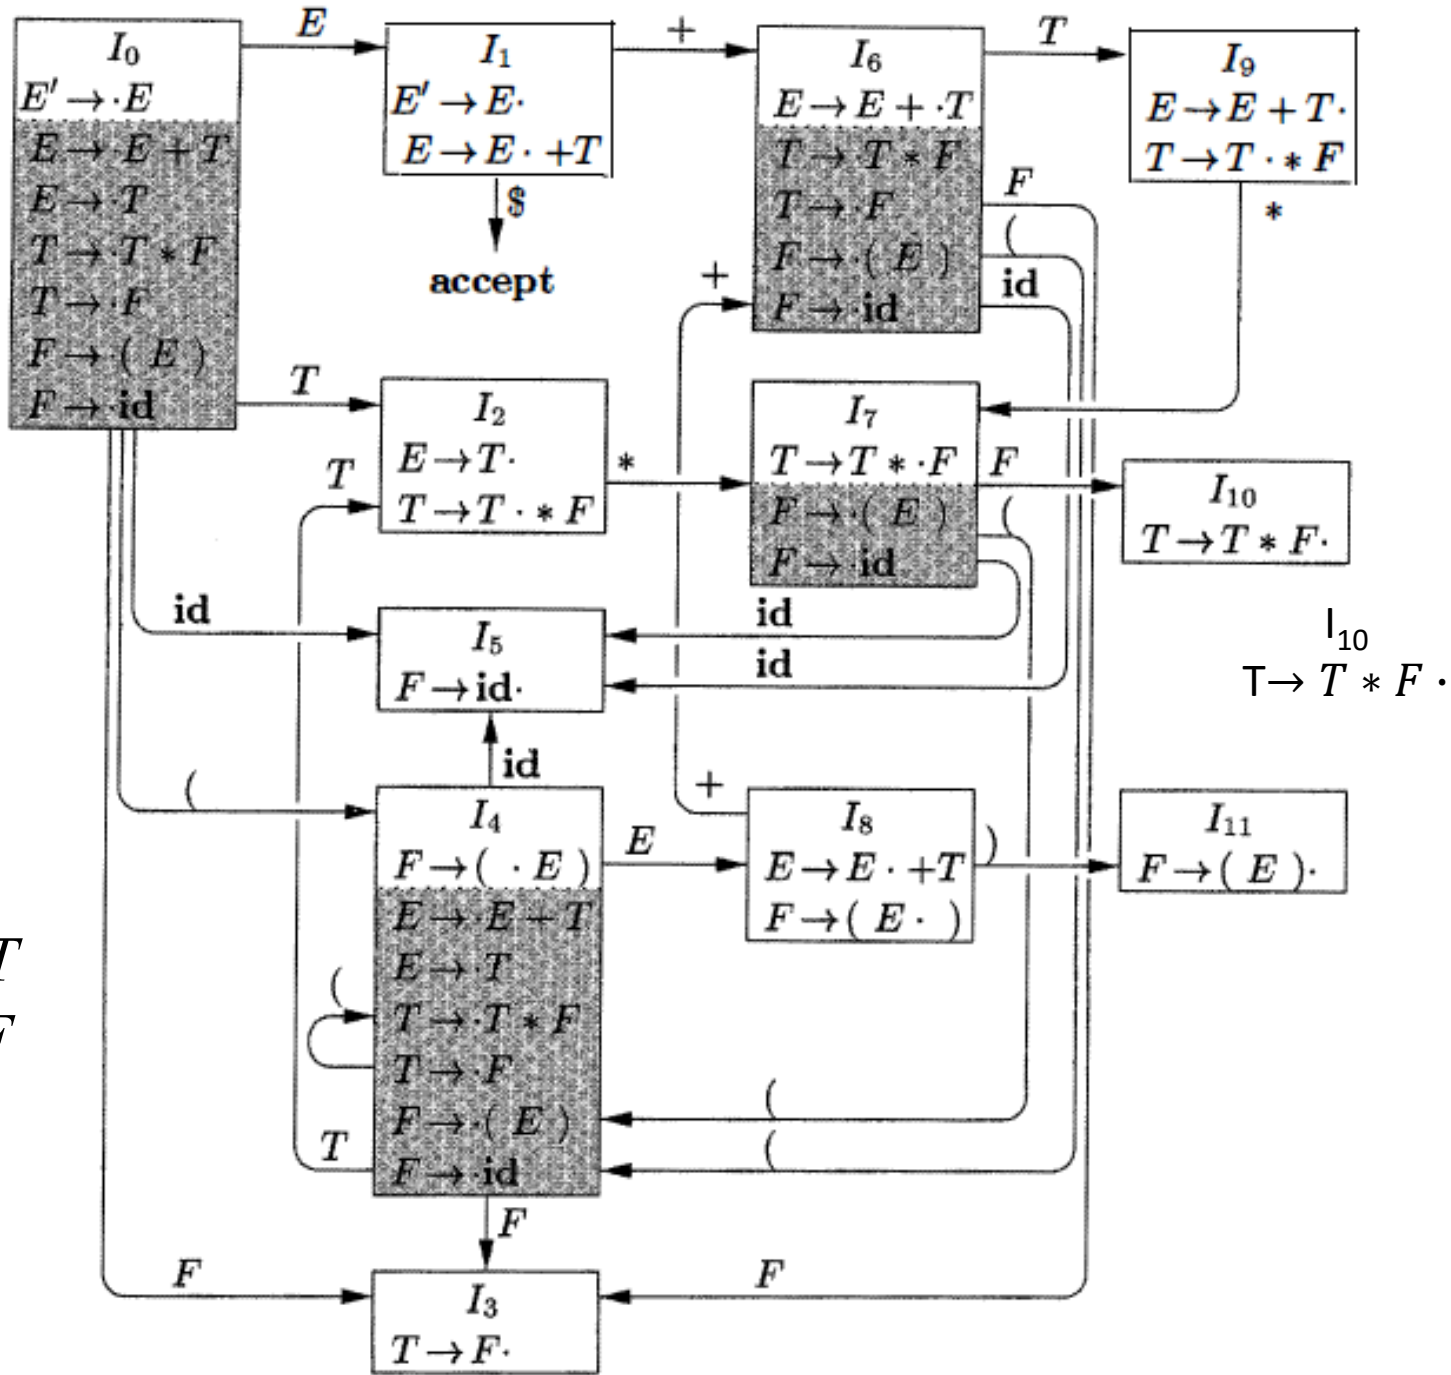 I₀
E′ → ·E
E → ·E + T
E → ·T
T → ·T * F
T → ·F
F → ·( E )
F → ·id
E
I₁
E′ → E·
E → E· +T
$
accept
+
I₆
E → E + ·T
T → ·T * F
T → ·F
F → ·( E )
F → ·id
T
I₉
E → E + T·
T → T· * F
*
F
(
id
+
T
I₂
E → T·
T → T· * F
*
T
I₇
T → T * ·F
F → ·( E )
F → ·id
F
(
I₁₀
T → T * F·
id
I₅
F → id·
id
id
I₁₀
T→ T * F ·
id
(
I₄
F → ( ·E )
E → ·E + T
E → ·T
T → ·T * F
T → ·F
F → ·( E )
F → ·id
E
+
I₈
E → E· +T
F → ( E· )
)
I₁₁
F → ( E )·
T
F
(
T
(
(
F
F
I₃
T → F·
F